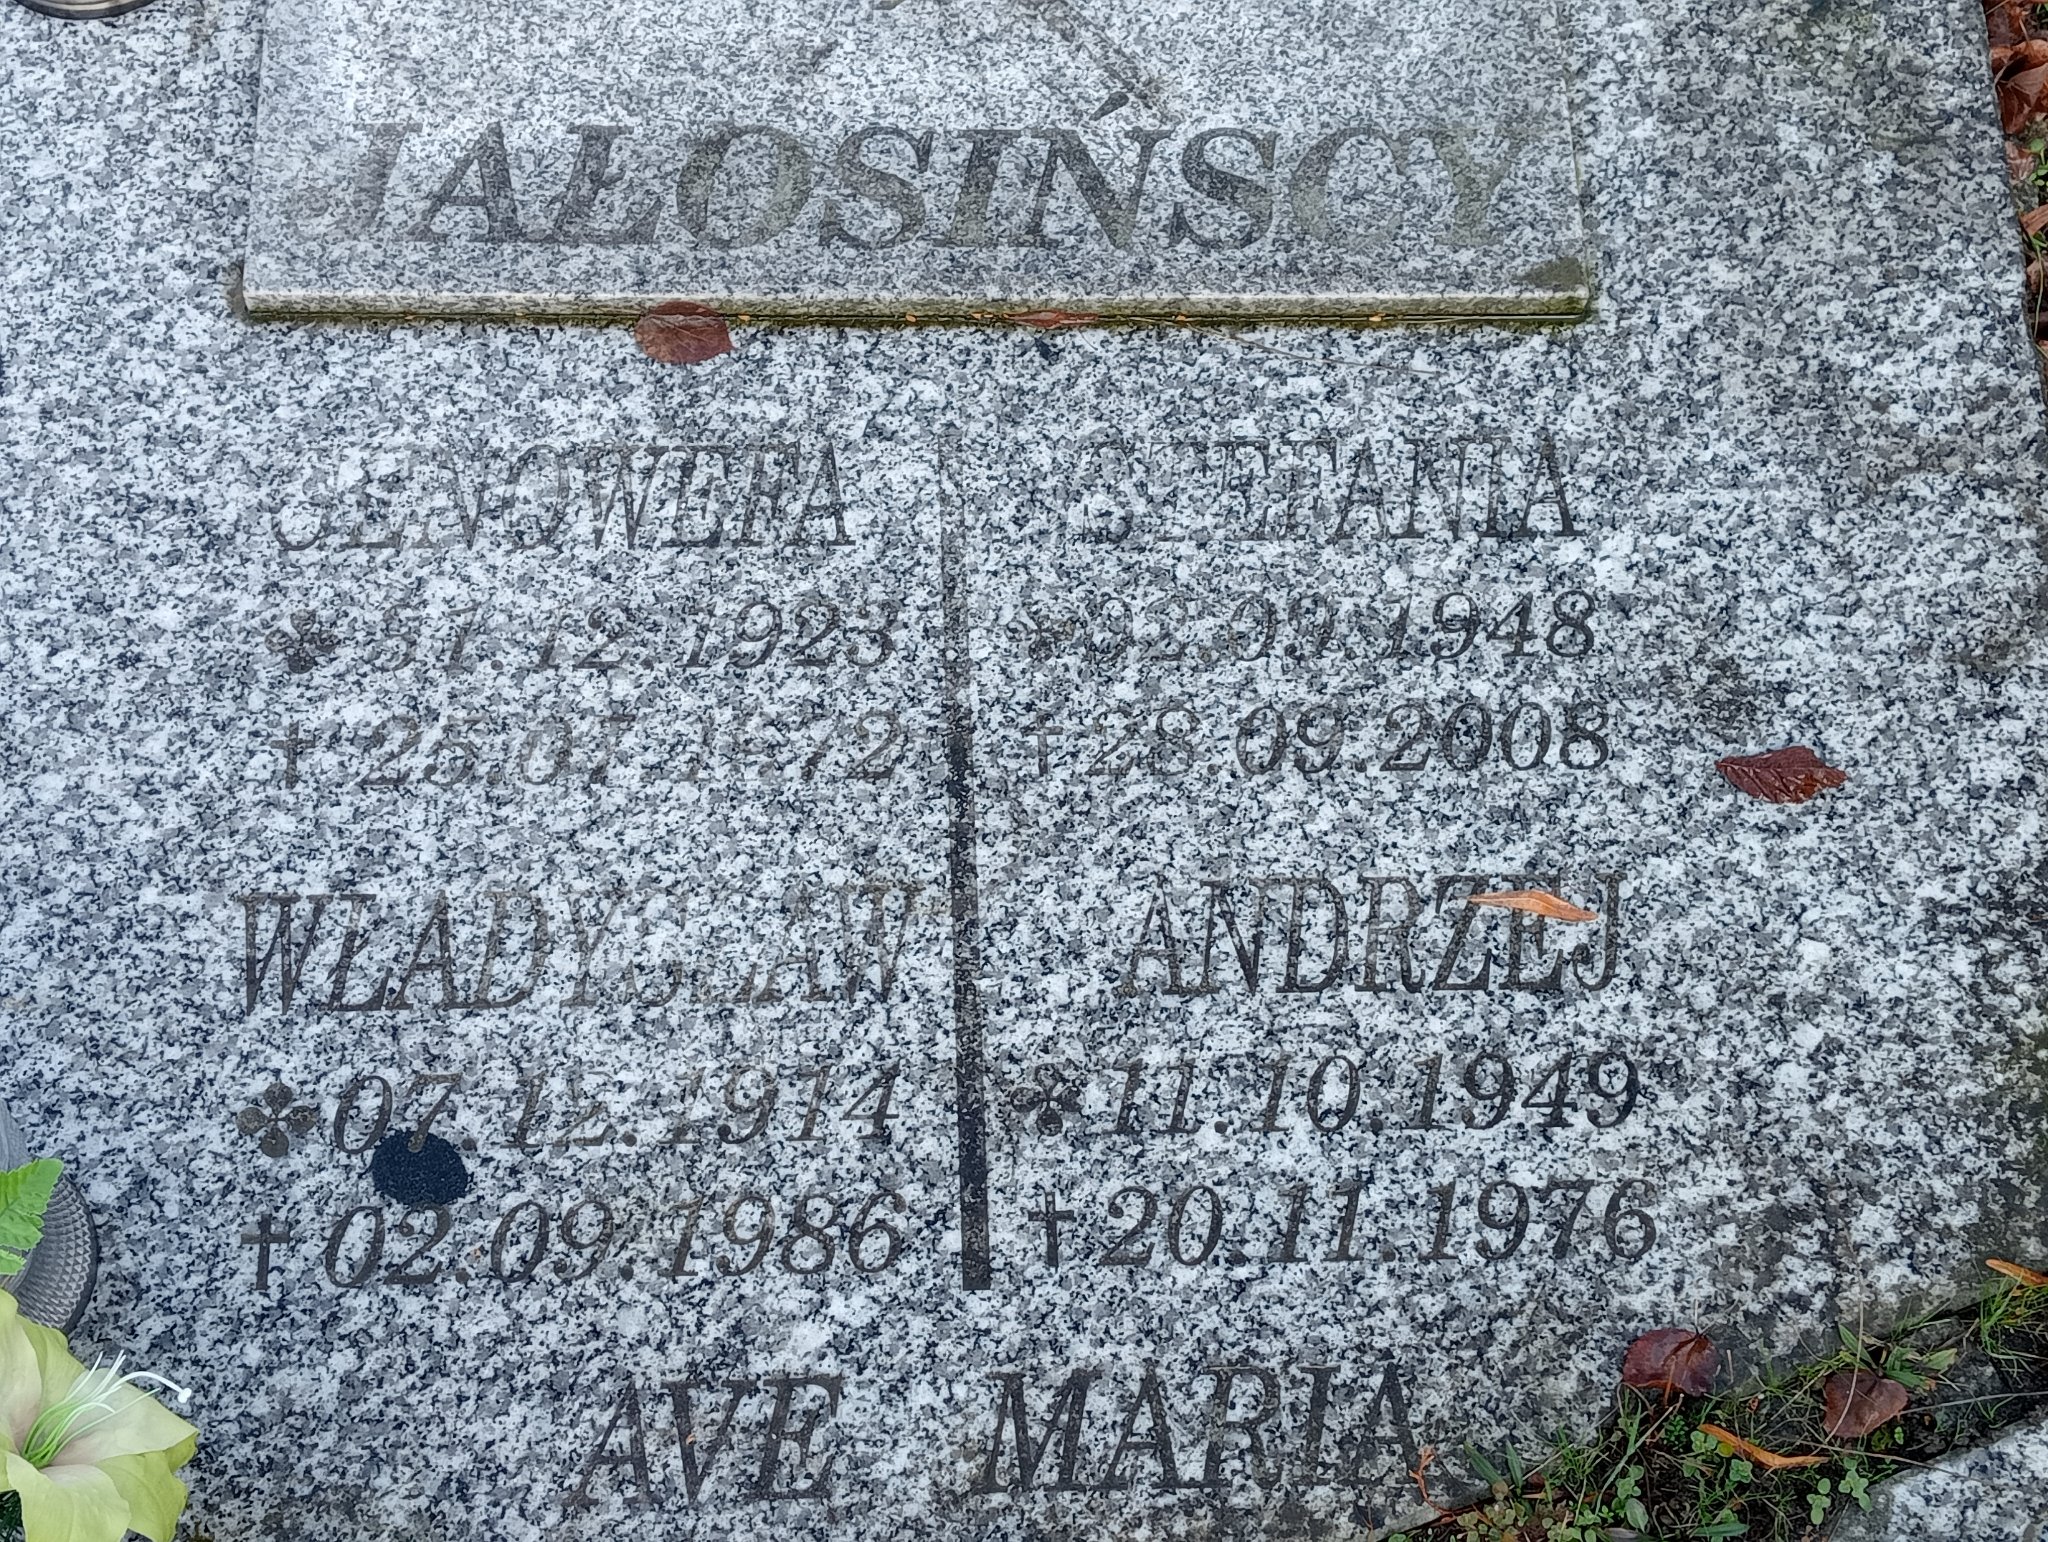 JAŁOSIŃSCY
GENOWEFA
* 31.12.1923
† 25.07.1972
WŁADYSŁAW
* 07.12.1914
† 02.09.1986
STEFANIA
* 02.09.1948
† 28.09.2008
ANDRZEJ
* 11.10.1949
† 20.11.1976
AVE MARIA